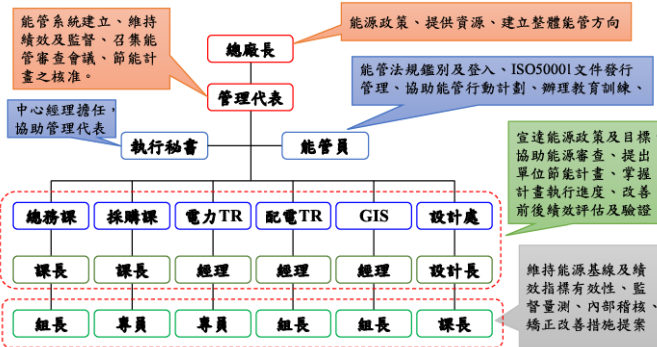 能管系統建立、維持
績效及監督、召集能
管審查會議、節能計
畫之核准。
總廠長
能源政策、提供資源、建立整體能管方向
管理代表
能管法規鑑別及登入、ISO50001文件發行
管理、協助能管行動計劃、辦理教育訓練、
中心經理擔任，
協助管理代表
執行秘書
能管員
宣達能源政策及目標
協助能源審查、提出
單位節能計畫、掌握
計畫執行進度、改善
前後績效評估及驗證
總務課
採購課
電力TR
配電TR
GIS
設計處
課長
課長
經理
經理
經理
設計長
維持能源基線及績
效指標有效性、監
督量測、內部稽核、
矯正改善措施提案
組長
專員
專員
組長
組長
課長